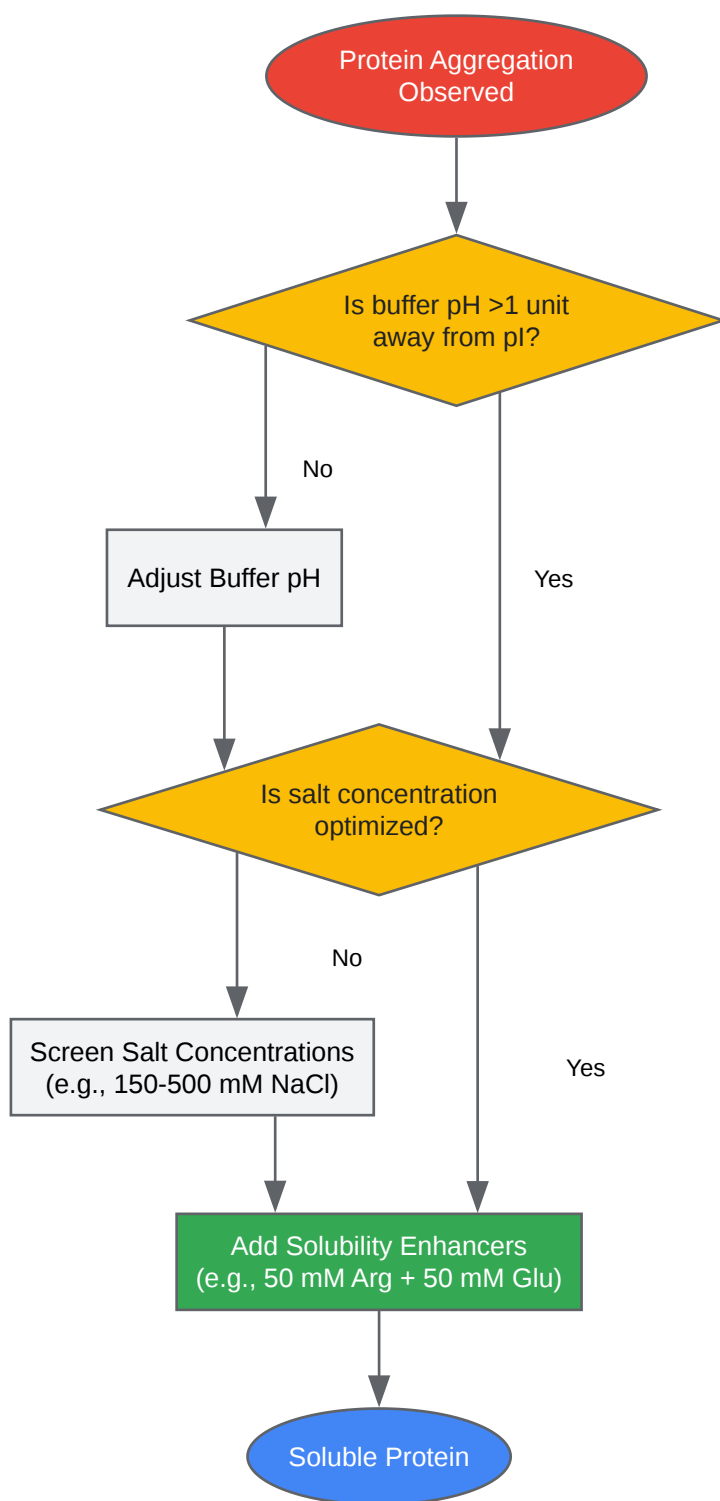 Protein Aggregation
Observed
Is buffer pH >1 unit
away from pI?
No
Adjust Buffer pH
Yes
Is salt concentration
optimized?
No
Screen Salt Concentrations
(e.g., 150-500 mM NaCl)
Yes
Add Solubility Enhancers
(e.g., 50 mM Arg + 50 mM Glu)
Soluble Protein